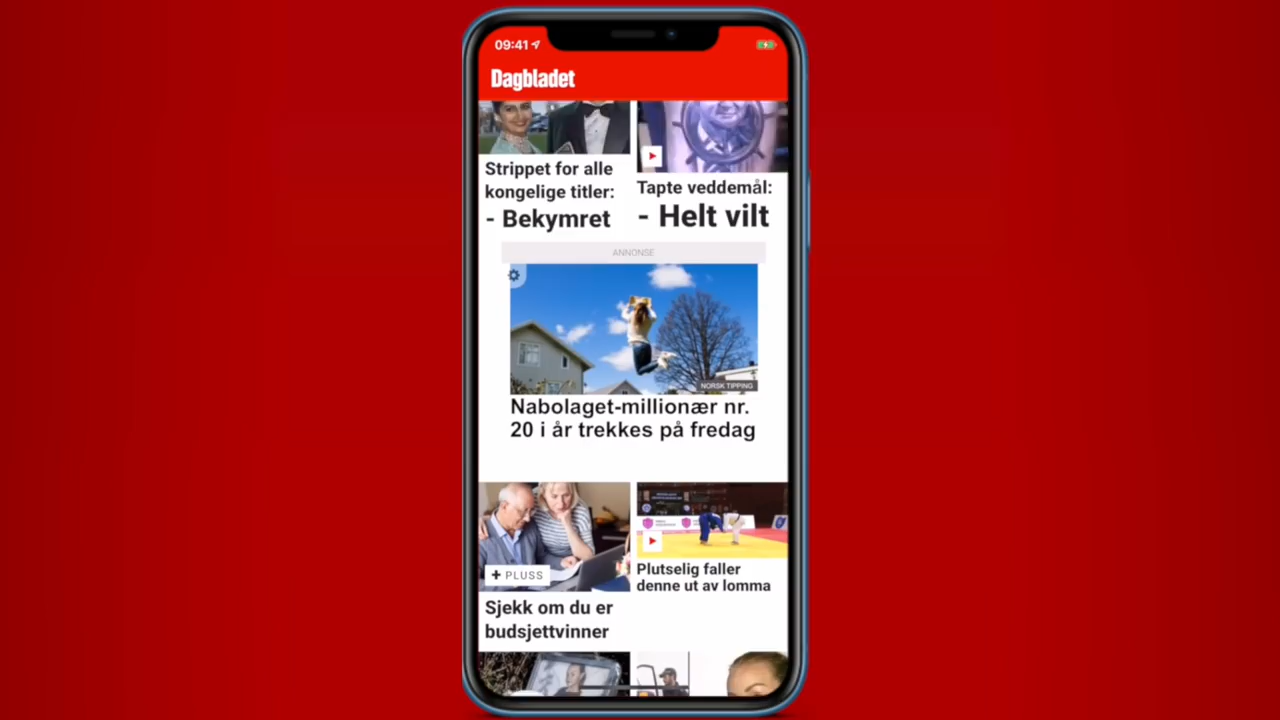 09:41
Dagbladet
Strippet for alle
kongelige titler:
- Bekymret
Tapte veddemål:
- Helt vilt
ANNONSE
NORSK TIPPING
Nabolaget-millionær nr.
20 i år trekkes på fredag
+ PLUSS
Sjekk om du er
budsjettvinner
Plutselig faller
denne ut av lomma